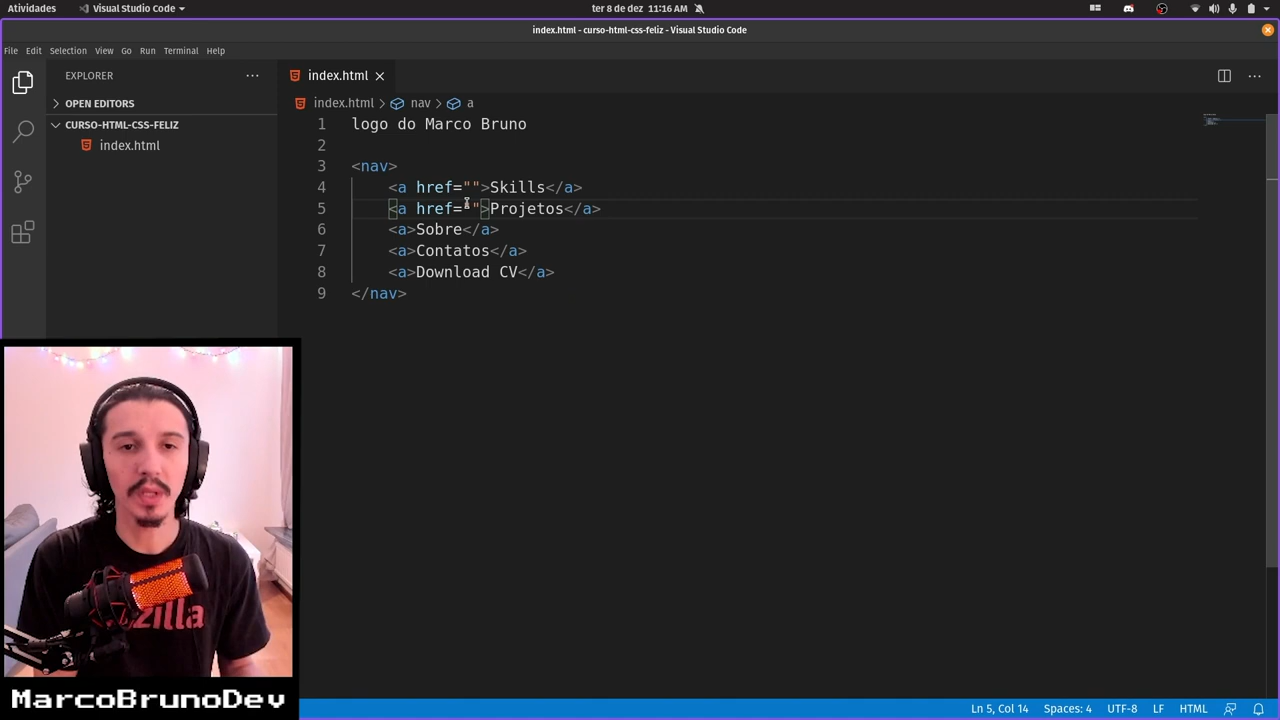 Atividades
Visual Studio Code
ter 8 de dez 11:16 AM
index.html - curso-html-css-feliz - Visual Studio Code
File Edit Selection View Go Run Terminal Help
EXPLORER
index.html
OPEN EDITORS
index.html > nav > a
CURSO-HTML-CSS-FELIZ
index.html
1 logo do Marco Bruno
2
3 <nav>
4 <a href="">Skills</a>
5 <a href="">Projetos</a>
6 <a>Sobre</a>
7 <a>Contatos</a>
8 <a>Download CV</a>
9 </nav>
zilla
MarcoBrunoDev
Ln 5, Col 14 Spaces: 4 UTF-8 LF HTML